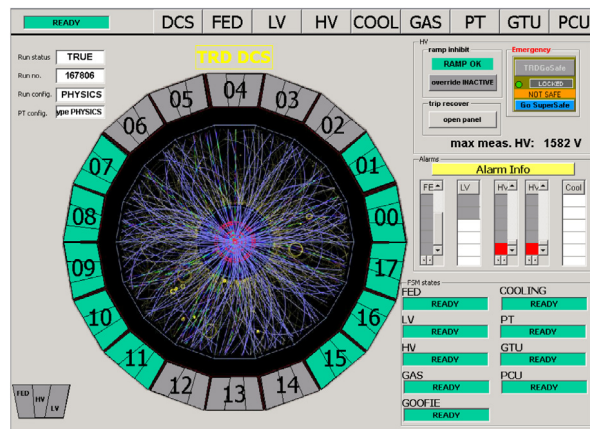 READY DCS FED LV HV COOL GAS PT GTU PCU
TRD DCS
Run status TRUE
Run no. 167806
Run config. PHYSICS
PT config. ype PHYSICS
04
03
02
01
00
17
16
15
14
13
12
11
10
09
08
07
06
05
FED HV LV
HV
ramp inhibit
RAMP OK
override INACTIVE
trip recover
open panel
Emergency
TRDGoSafe
LOCKED
NOT SAFE
Go SuperSafe
max meas. HV: 1582 V
Alarms
Alarm Info
FE LV HV HV Cool
FSM states
FED COOLING
READY READY
LV PT
READY READY
HV GTU
READY READY
GAS PCU
READY READY
GOOFIE
READY